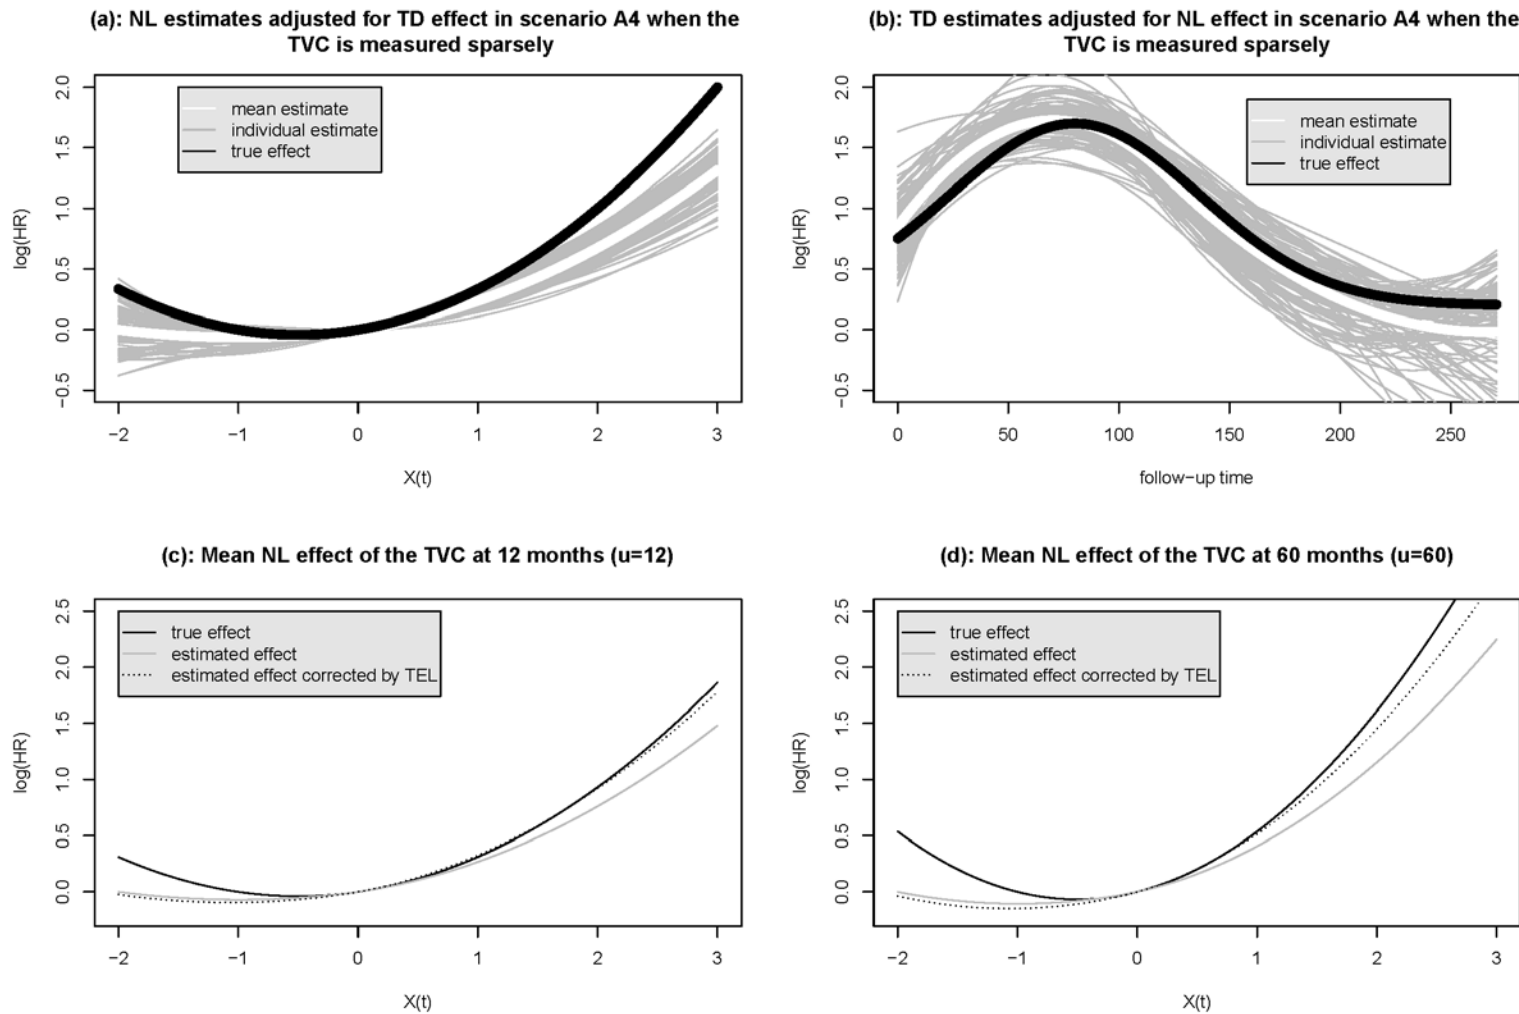 (a): NL estimates adjusted for TD effect in scenario A4 when the
TVC is measured sparsely
2.0
1.5
1.0
0.5
0.0
−0.5
log(HR)
mean estimate
individual estimate
true effect
−2 −1 0 1 2 3
X(t)
(b): TD estimates adjusted for NL effect in scenario A4 when the
TVC is measured sparsely
2.0
1.5
1.0
0.5
0.0
−0.5
log(HR)
mean estimate
individual estimate
true effect
0 50 100 150 200 250
follow−up time
(c): Mean NL effect of the TVC at 12 months (u=12)
2.5
2.0
1.5
1.0
0.5
0.0
log(HR)
true effect
estimated effect
estimated effect corrected by TEL
−2 −1 0 1 2 3
X(t)
(d): Mean NL effect of the TVC at 60 months (u=60)
2.5
2.0
1.5
1.0
0.5
0.0
log(HR)
true effect
estimated effect
estimated effect corrected by TEL
−2 −1 0 1 2 3
X(t)